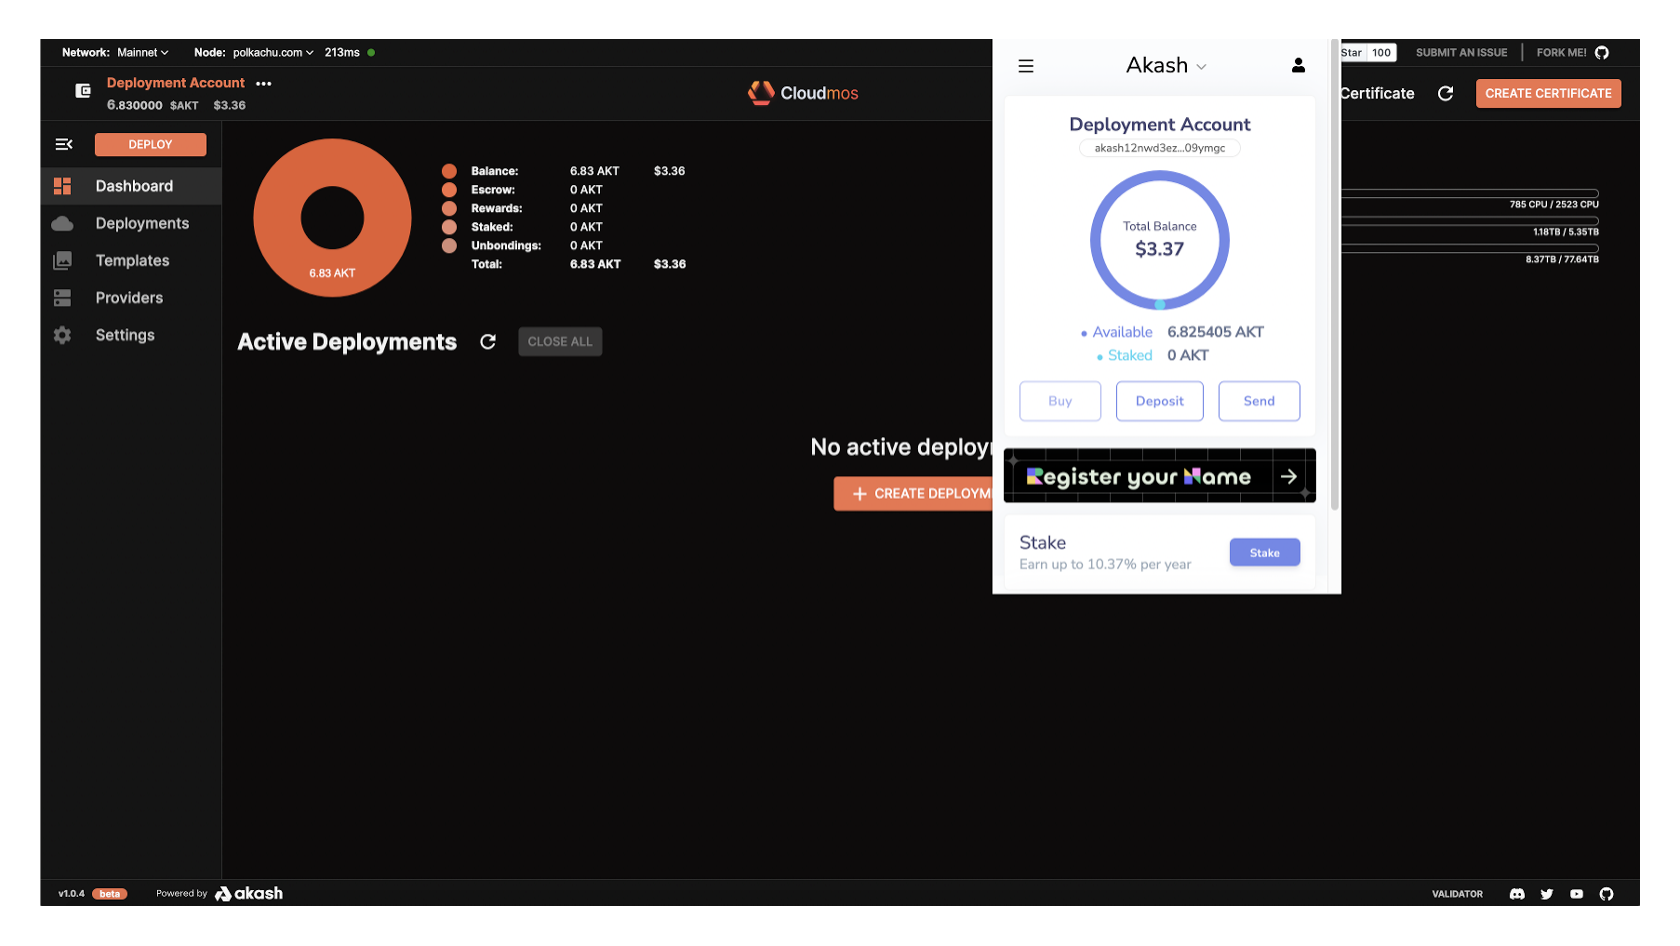 Network: Mainnet Node: polkachu.com 213ms
Star 100 SUBMIT AN ISSUE FORK ME!
Deployment Account
6.830000 $AKT $3.36
Cloudmos
Certificate CREATE CERTIFICATE
DEPLOY
Dashboard
Deployments
Templates
Providers
Settings
6.83 AKT
Balance: 6.83 AKT $3.36
Escrow: 0 AKT
Rewards: 0 AKT
Staked: 0 AKT
Unbondings: 0 AKT
Total: 6.83 AKT $3.36
785 CPU / 2523 CPU
1.18TB / 5.35TB
8.37TB / 77.64TB
Active Deployments CLOSE ALL
No active deploy
CREATE DEPLOYM
Akash
Deployment Account
akash12nwd3ez...09ymgc
Total Balance
$3.37
Available 6.825405 AKT
Staked 0 AKT
Buy Deposit Send
Register your Name
Stake
Earn up to 10.37% per year
Stake
v1.0.4 beta Powered by akash
VALIDATOR